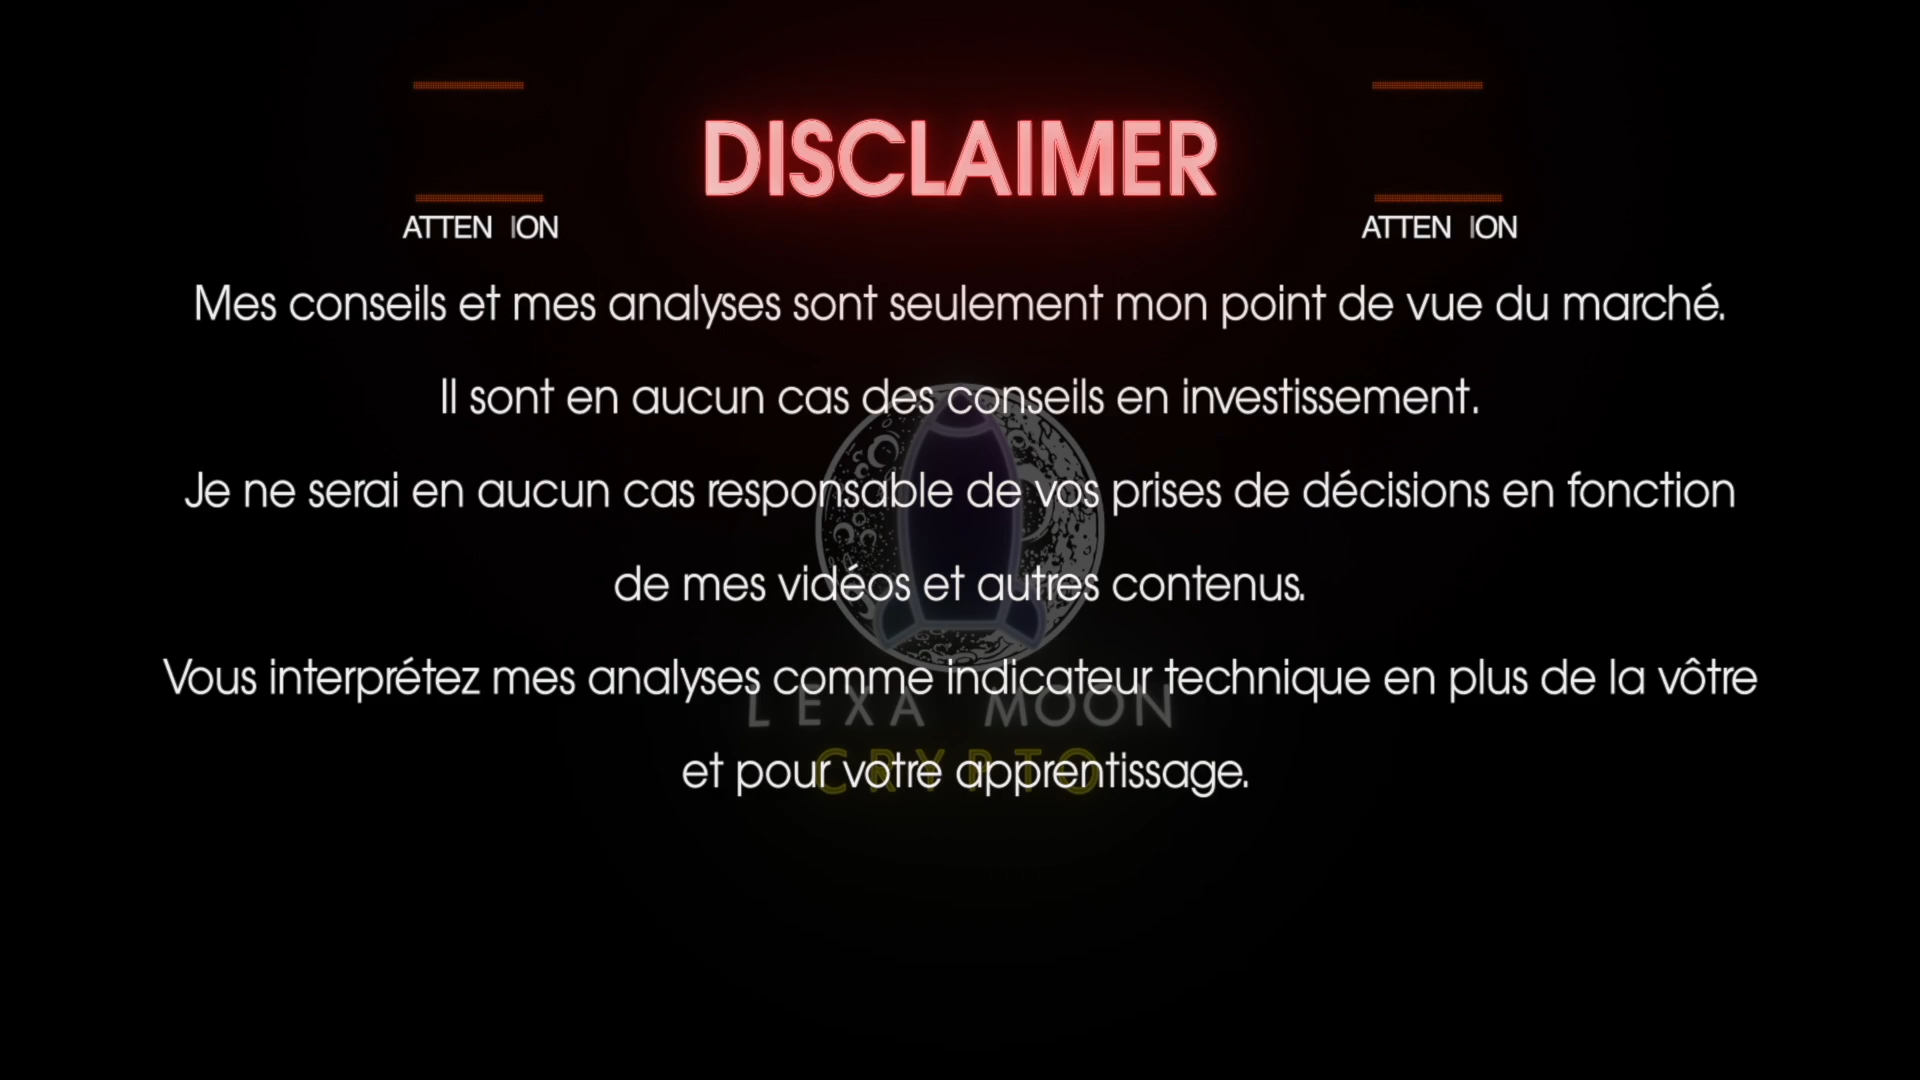 DISCLAIMER
ATTEN ION
ATTEN ION
Mes conseils et mes analyses sont seulement mon point de vue du marché.
Il sont en aucun cas des conseils en investissement.
Je ne serai en aucun cas responsable de vos prises de décisions en fonction
de mes vidéos et autres contenus.
Vous interprétez mes analyses comme indicateur technique en plus de la vôtre
LEXA MOON
et pour votre apprentissage.
CRYPTO